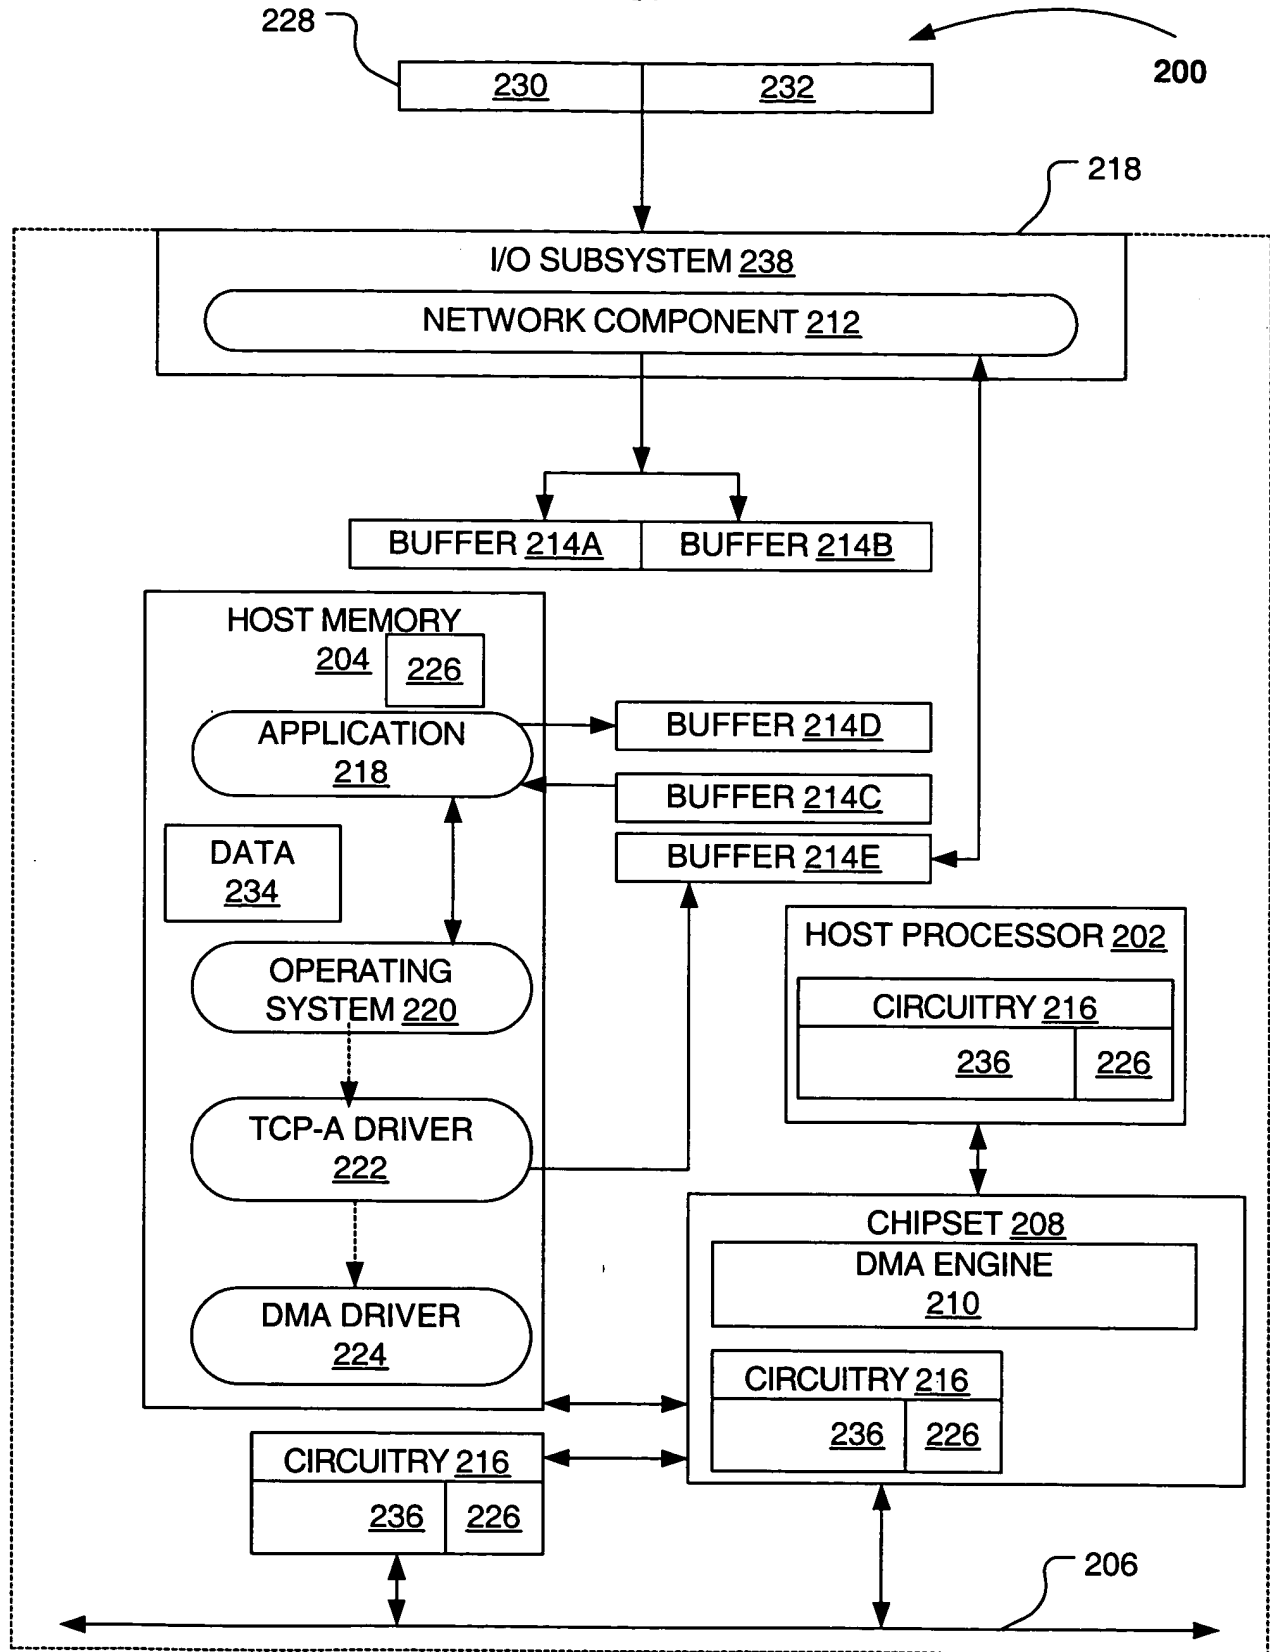 228
200
230 232
218
I/O SUBSYSTEM 238
NETWORK COMPONENT 212
BUFFER 214A BUFFER 214B
HOST MEMORY
204 226
APPLICATION
218
BUFFER 214D
BUFFER 214C
BUFFER 214E
DATA
234
OPERATING
SYSTEM 220
TCP-A DRIVER
222
DMA DRIVER
224
HOST PROCESSOR 202
CIRCUITRY 216
236 226
CHIPSET 208
DMA ENGINE
210
CIRCUITRY 216
236 226
CIRCUITRY 216
236 226
206